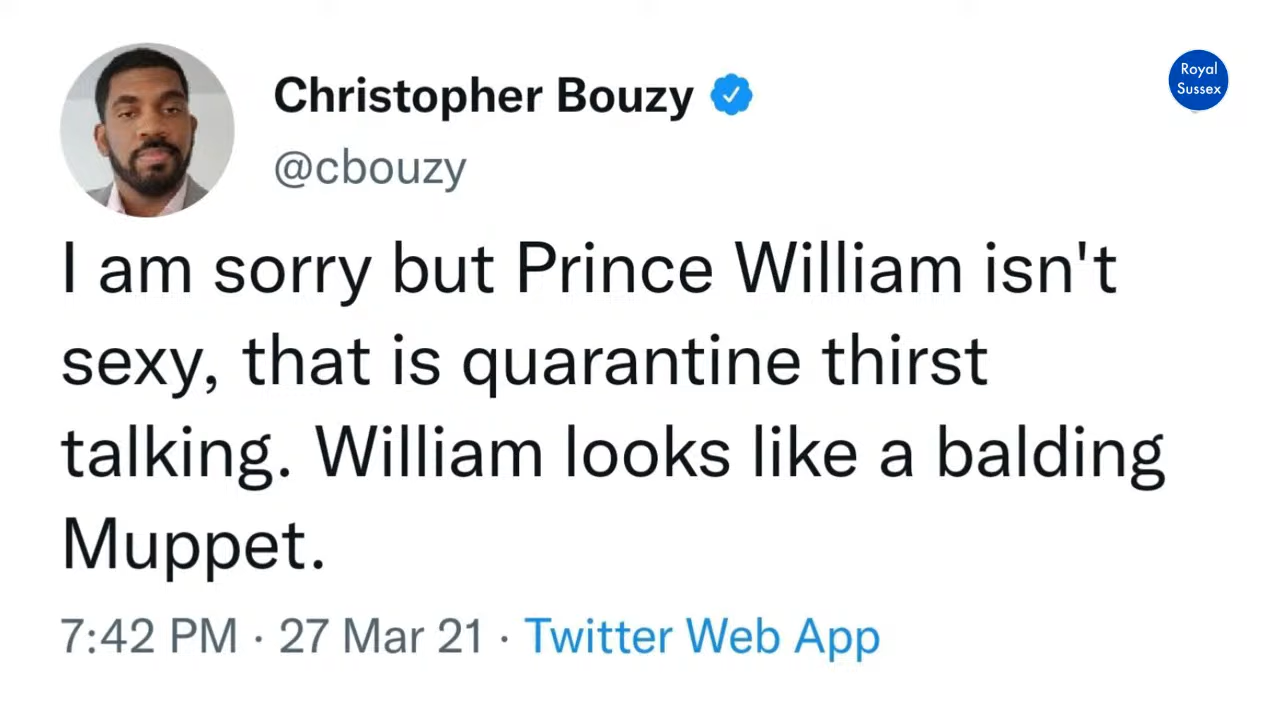 Christopher Bouzy
Royal
Sussex
@cbouzy
I am sorry but Prince William isn't
sexy, that is quarantine thirst
talking. William looks like a balding
Muppet.
7:42 PM · 27 Mar 21 · Twitter Web App